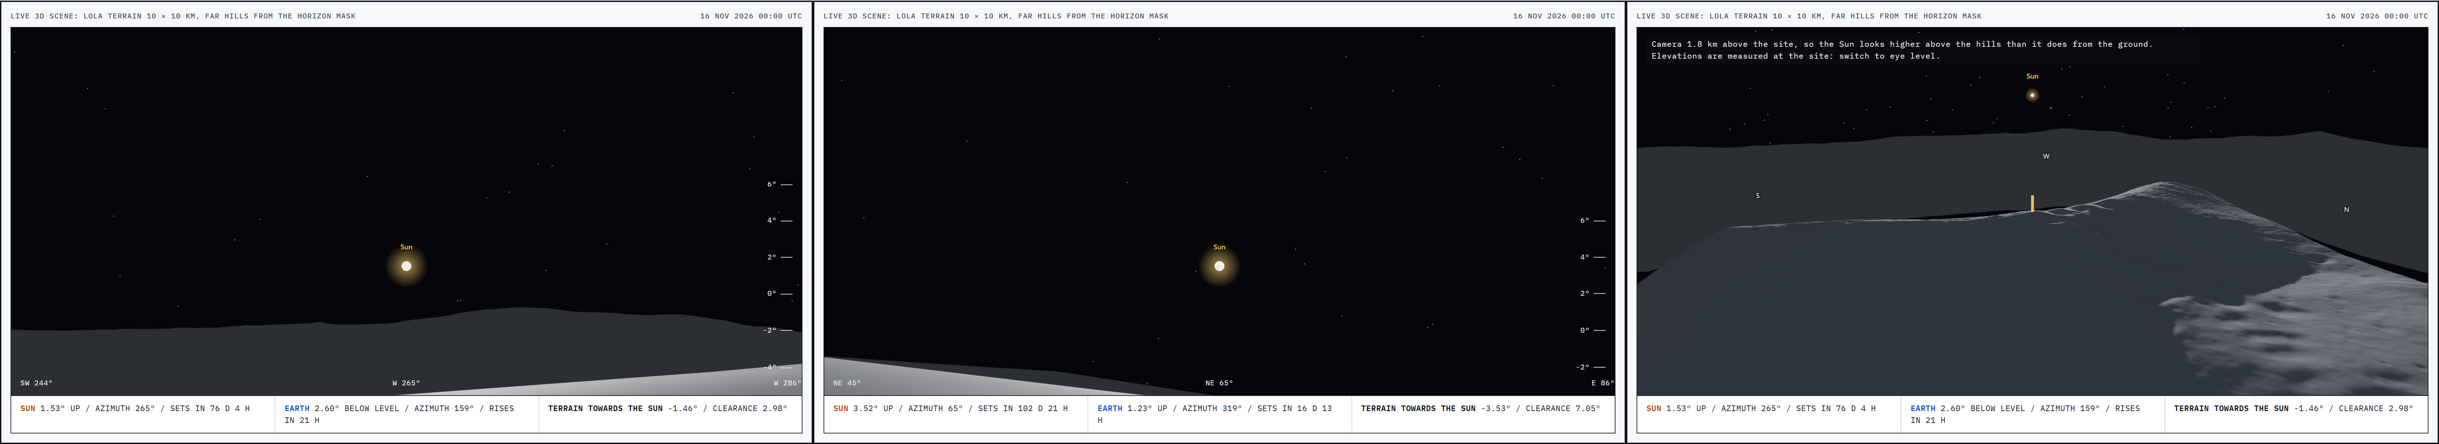 LIVE 3D SCENE: LOLA TERRAIN 10 × 10 KM, FAR HILLS FROM THE HORIZON MASK 16 NOV 2026 00:00 UTC
6°
4°
Sun
2°
0°
-2°
-4°
SW 244° W 265° W 286°
SUN 1.53° UP / AZIMUTH 265° / SETS IN 76 D 4 H
EARTH 2.60° BELOW LEVEL / AZIMUTH 159° / RISES
IN 21 H
TERRAIN TOWARDS THE SUN -1.46° / CLEARANCE 2.98°
LIVE 3D SCENE: LOLA TERRAIN 10 × 10 KM, FAR HILLS FROM THE HORIZON MASK 16 NOV 2026 00:00 UTC
6°
Sun
4°
2°
0°
-2°
NE 45° NE 65° E 86°
SUN 3.52° UP / AZIMUTH 65° / SETS IN 102 D 21 H
EARTH 1.23° UP / AZIMUTH 319° / SETS IN 16 D 13
H
TERRAIN TOWARDS THE SUN -3.53° / CLEARANCE 7.05°
LIVE 3D SCENE: LOLA TERRAIN 10 × 10 KM, FAR HILLS FROM THE HORIZON MASK 16 NOV 2026 00:00 UTC
Camera 1.8 km above the site, so the Sun looks higher above the hills than it does from the ground.
Elevations are measured at the site: switch to eye level.
Sun
W
S
N
SUN 1.53° UP / AZIMUTH 265° / SETS IN 76 D 4 H
EARTH 2.60° BELOW LEVEL / AZIMUTH 159° / RISES
IN 21 H
TERRAIN TOWARDS THE SUN -1.46° / CLEARANCE 2.98°